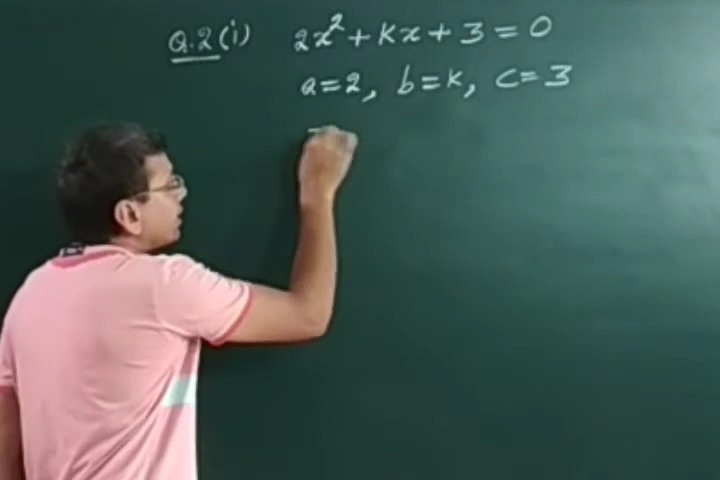 Q.2 (i) 2x² + Kx + 3 = 0
a=2, b=K, c=3